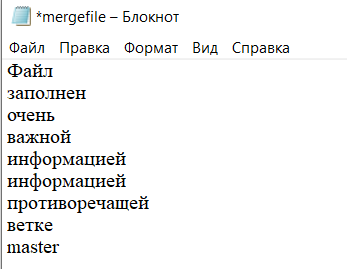 *mergefile – Блокнот
Файл Правка Формат Вид Справка
Файл
заполнен
очень
важной
информацией
информацией
противоречащей
ветке
master